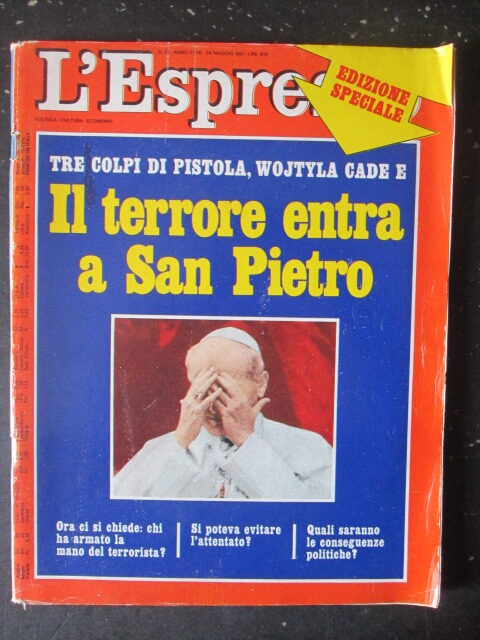 L'Espres
EDIZIONE
SPECIALE
POLITICA · CULTURA · ECONOMIA
TRE COLPI DI PISTOLA, WOJTYLA CADE E
Il terrore entra
a San Pietro
Ora ci si chiede: chi
ha armato la
mano del terrorista?
Si poteva evitare
l'attentato?
Quali saranno
le conseguenze
politiche?